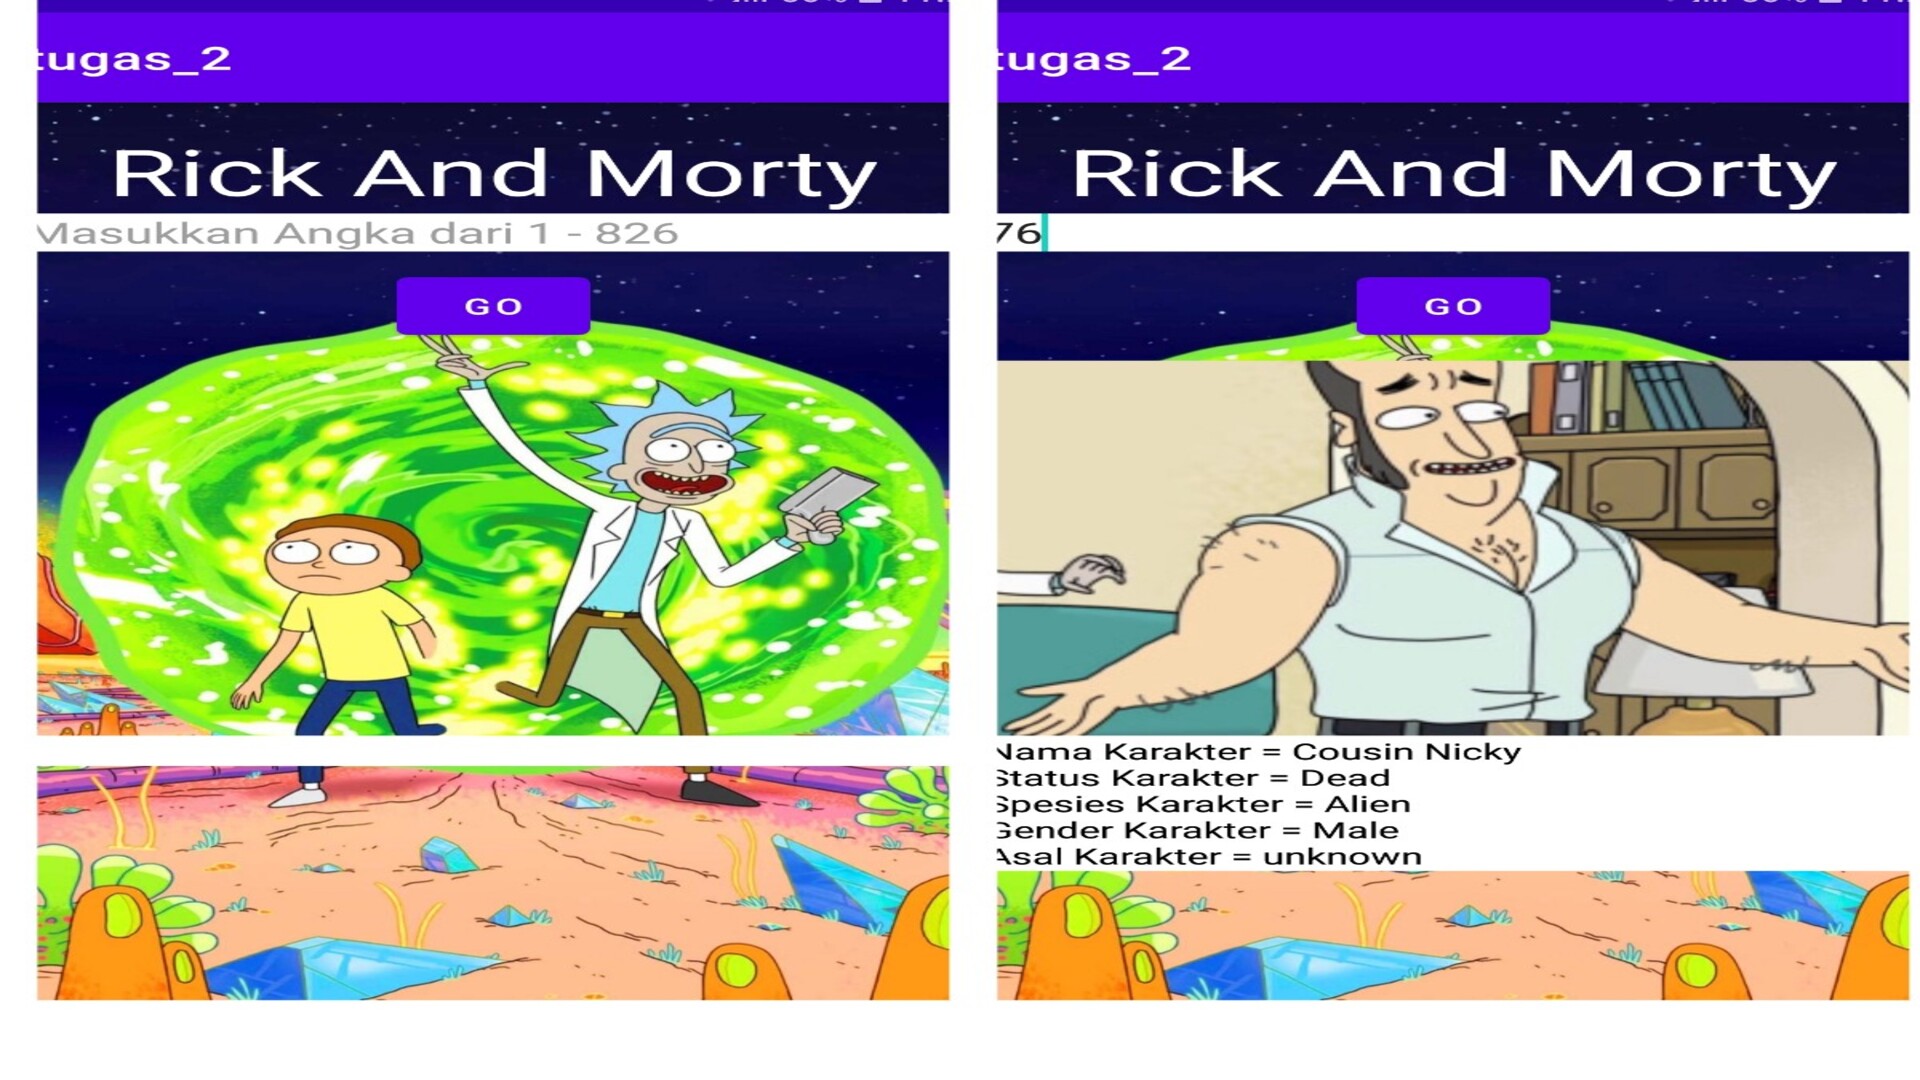 tugas_2
Rick And Morty
Masukkan Angka dari 1 - 826
GO
tugas_2
Rick And Morty
76
GO
Nama Karakter = Cousin Nicky
Status Karakter = Dead
Spesies Karakter = Alien
Gender Karakter = Male
Asal Karakter = unknown